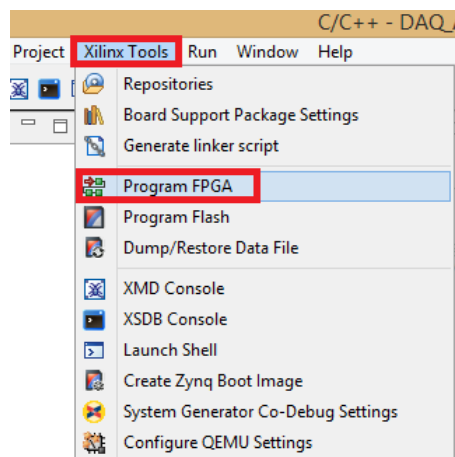 C/C++ - DAQ_
Project Xilinx Tools Run Window Help
Repositories
Board Support Package Settings
Generate linker script
Program FPGA
Program Flash
Dump/Restore Data File
XMD Console
XSDB Console
Launch Shell
Create Zynq Boot Image
System Generator Co-Debug Settings
Configure QEMU Settings